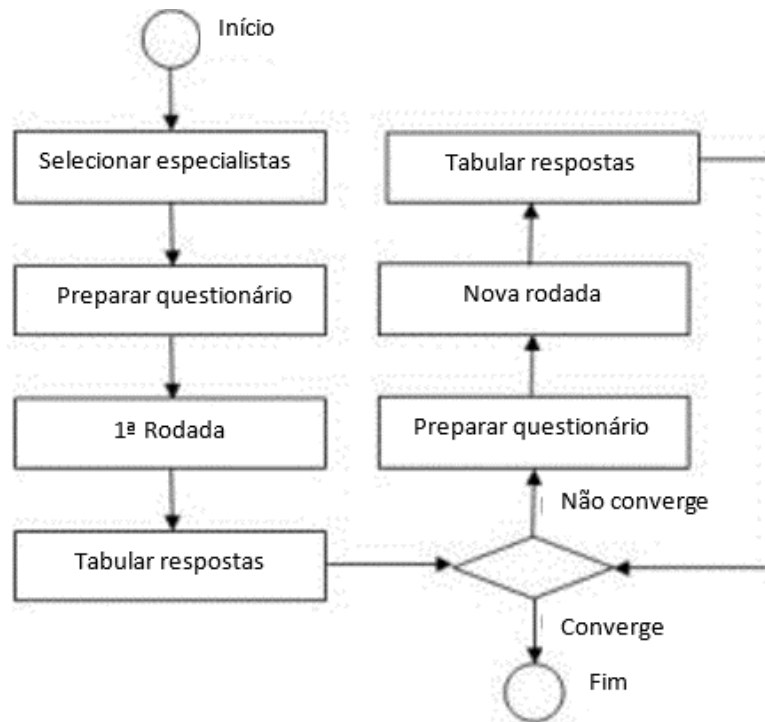 Início
Selecionar especialistas
Preparar questionário
1ª Rodada
Tabular respostas
Tabular respostas
Nova rodada
Preparar questionário
Não converge
Converge
Fim